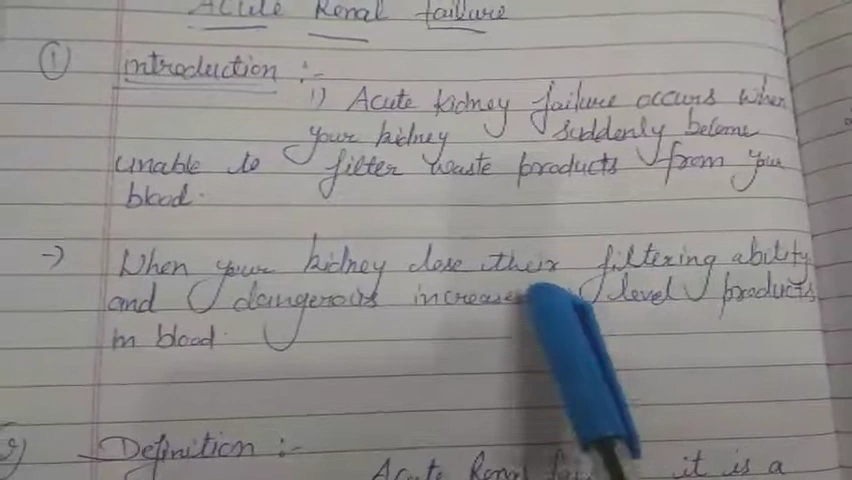 Acute Renal failure
① introduction :-
i) Acute kidney failure occurs when
your kidney suddenly become
unable to filter waste products from your
blood.
→ When your kidney close their filtering ability
and dangerous increase level products
in blood.
2) Definition :-
Acute Renal it is a